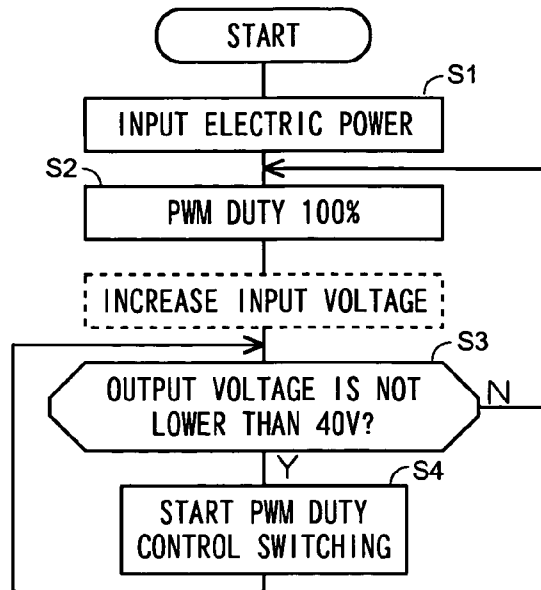 START
S1
INPUT ELECTRIC POWER
S2
PWM DUTY 100%
INCREASE INPUT VOLTAGE
S3
OUTPUT VOLTAGE IS NOT
LOWER THAN 40V?
N
Y
S4
START PWM DUTY
CONTROL SWITCHING